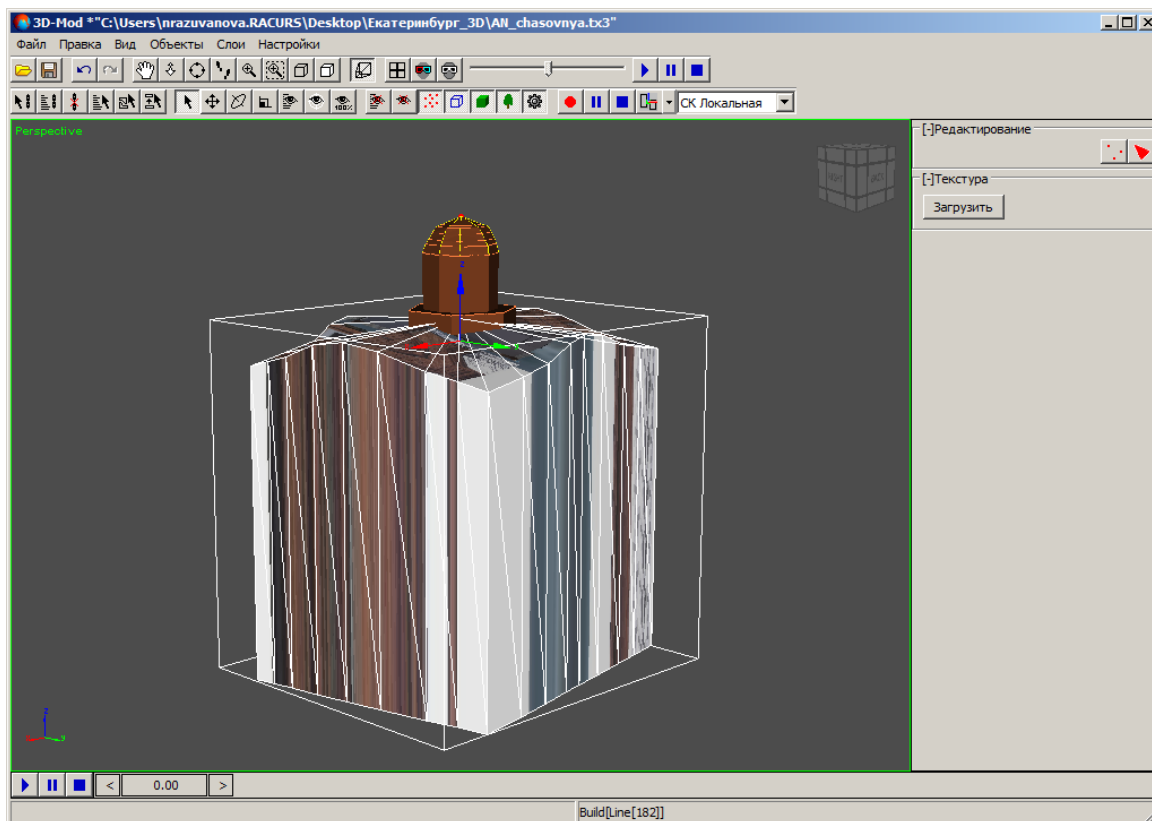 3D-Mod *"C:\Users\nrazuvanova.RACURS\Desktop\Екатеринбург_3D\AN_chasovnya.tx3"
Файл Правка Вид Объекты Слои Настройки
100%
СК Локальная
Perspective
[-]Редактирование
[-]Текстура
Загрузить
z
z
y
< 0.00 >
Build[Line[182]]